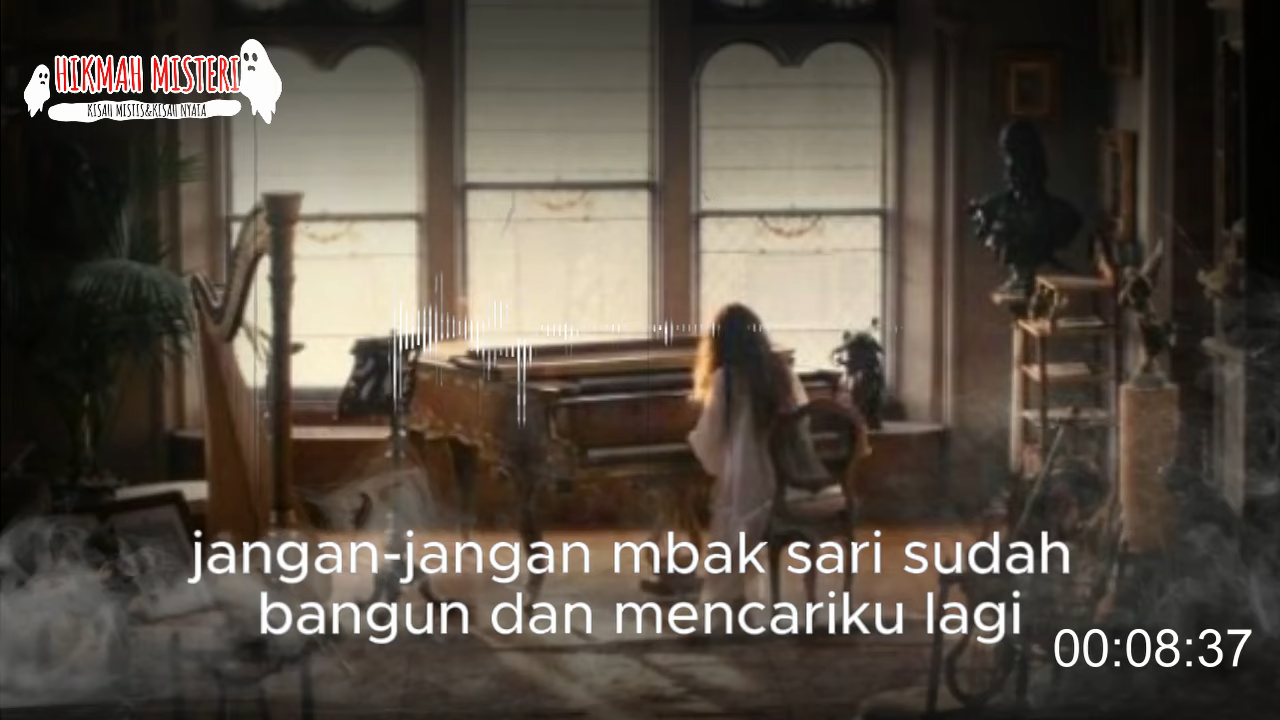 HIKMAH MISTERI
KISAH MISTIS&KISAH NYATA
jangan-jangan mbak sari sudah
bangun dan mencariku lagi
00:08:37